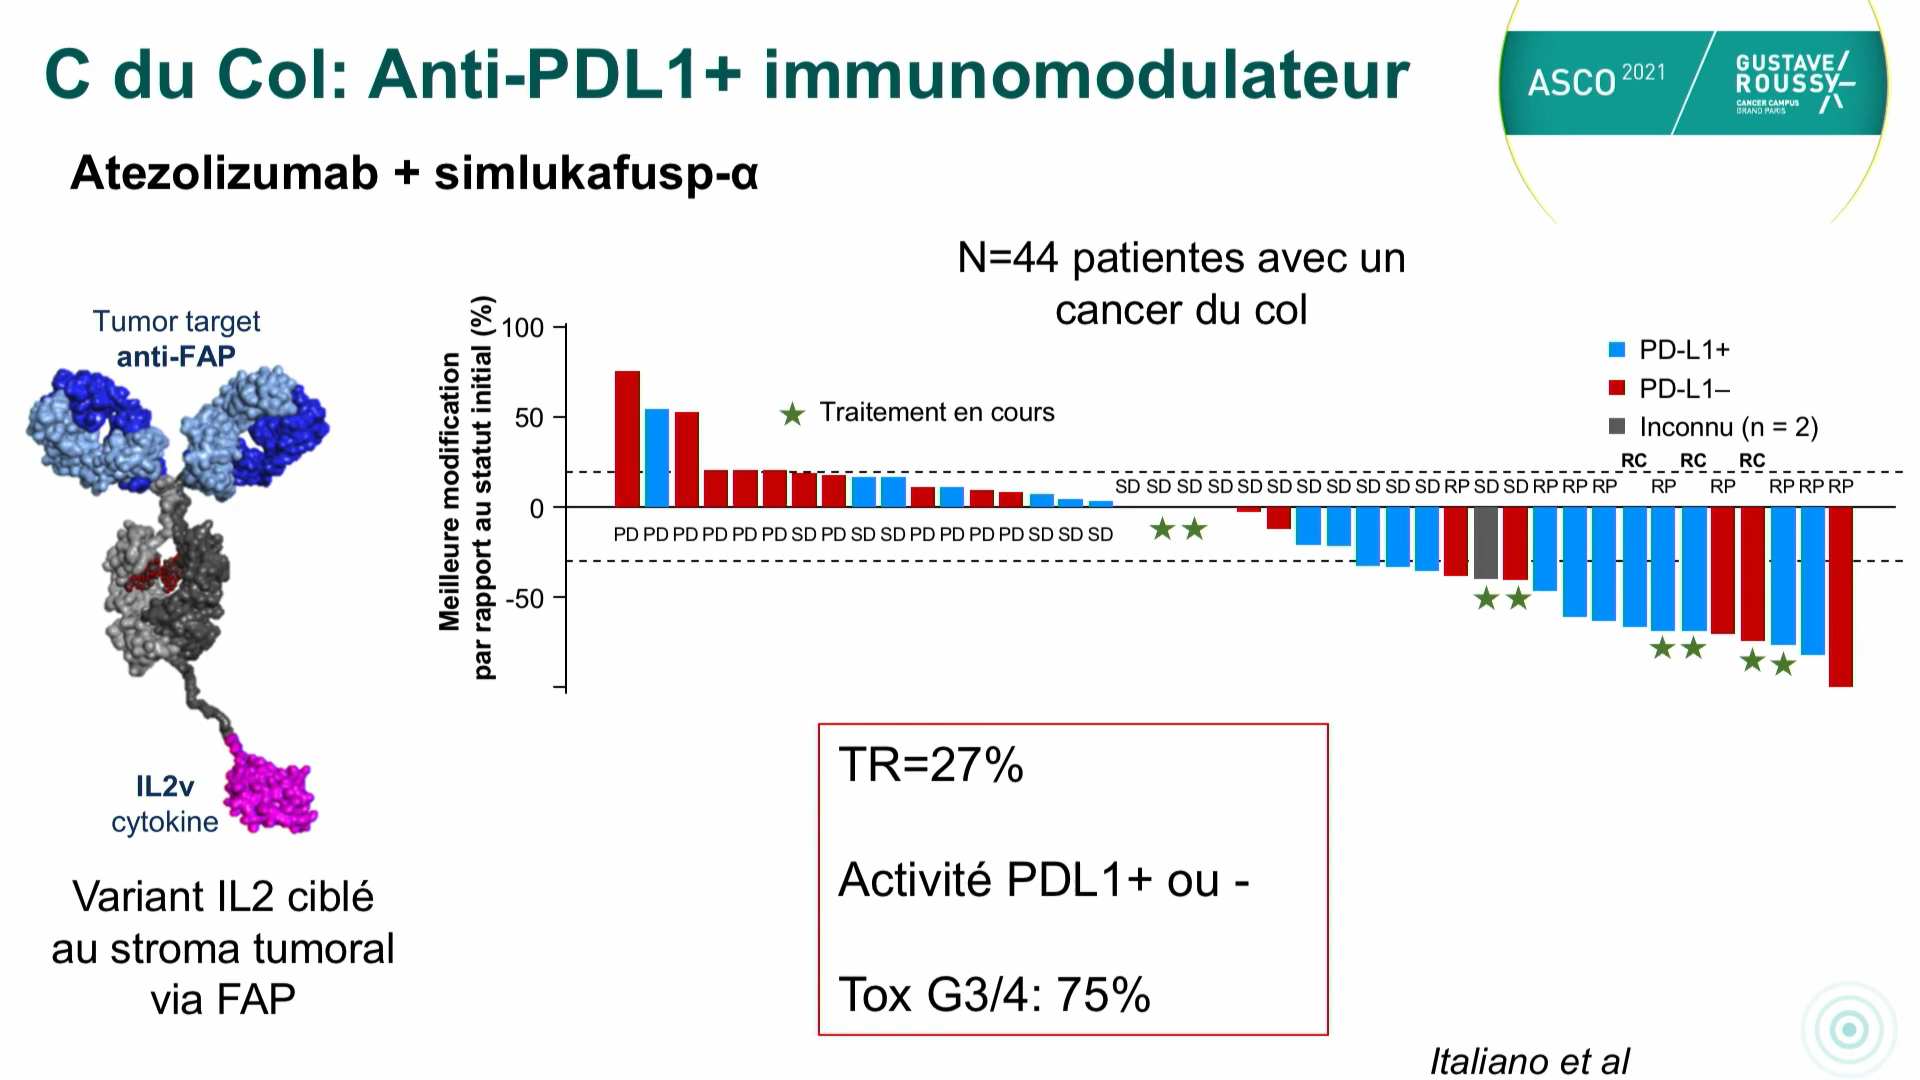 C du Col: Anti-PDL1+ immunomodulateur
ASCO 2021
GUSTAVE/
ROUSSY
CANCER CAMPUS
GRAND PARIS
Atezolizumab + simlukafusp-α
N=44 patientes avec un
cancer du col
Tumor target
anti-FAP
IL2v
cytokine
Variant IL2 ciblé
au stroma tumoral
via FAP
Meilleure modification
par rapport au statut initial (%)
100
50
0
-50
★ Traitement en cours
PD-L1+
PD-L1–
Inconnu (n = 2)
RC RC RC
SD SD SD SD SD SD SD SD SD SD SD RP SD SD RP RP RP RP RP RP RP RP
PD PD PD PD PD PD SD PD SD SD PD PD PD PD SD SD SD
TR=27%
Activité PDL1+ ou -
Tox G3/4: 75%
Italiano et al